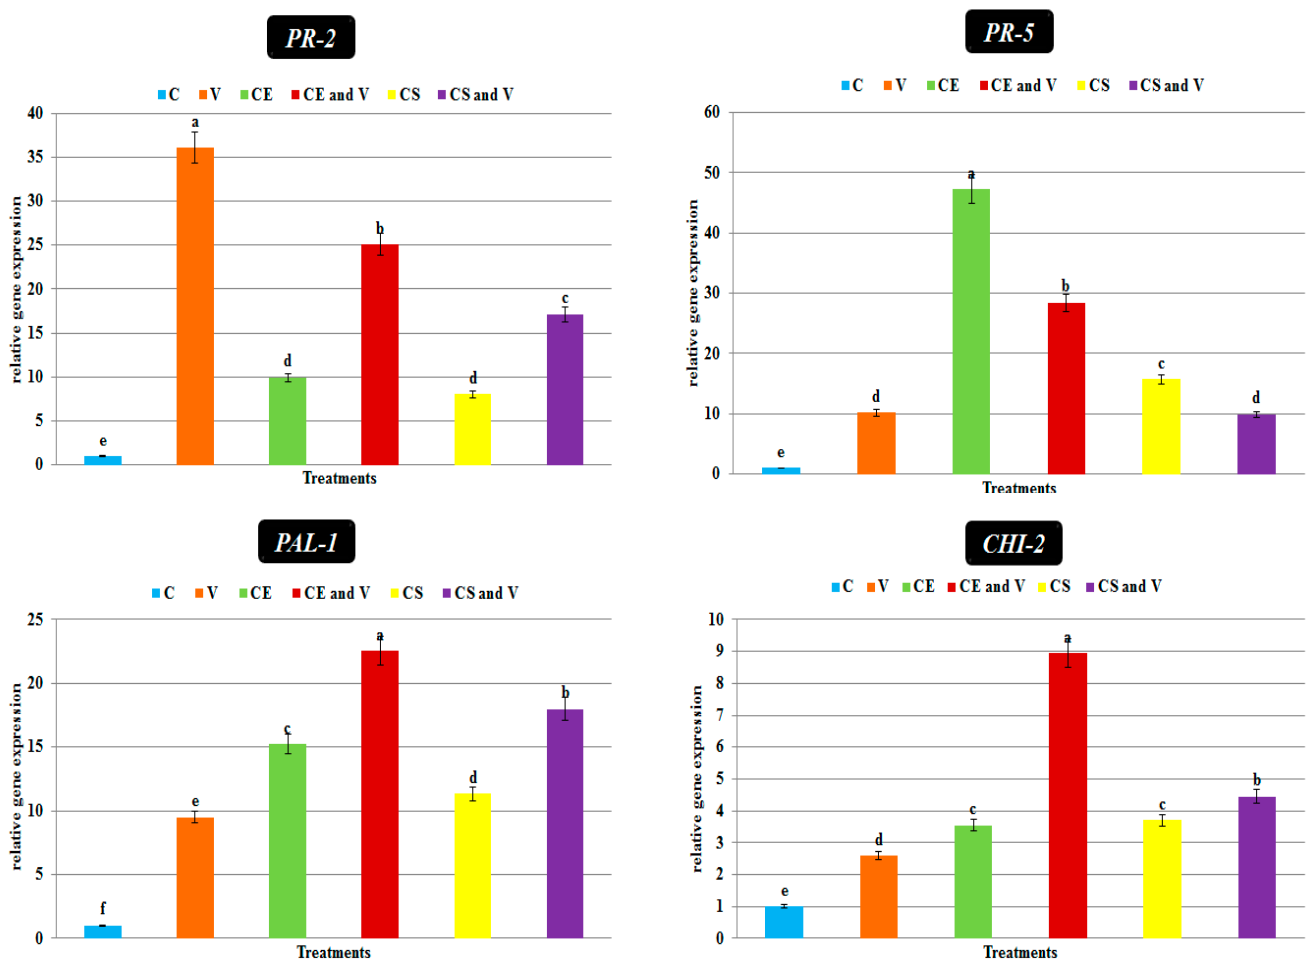 PR-2
C V CE CE and V CS CS and V
40
35
30
25
20
15
10
5
0
relative gene expression
a
b
c
d
d
e
Treatments
PR-5
C V CE CE and V CS CS and V
60
50
40
30
20
10
0
relative gene expression
a
b
c
d
d
e
Treatments
PAL-1
C V CE CE and V CS CS and V
25
20
15
10
5
0
relative gene expression
a
b
c
d
e
f
Treatments
CHI-2
C V CE CE and V CS CS and V
10
9
8
7
6
5
4
3
2
1
0
relative gene expression
a
b
c
c
d
e
Treatments